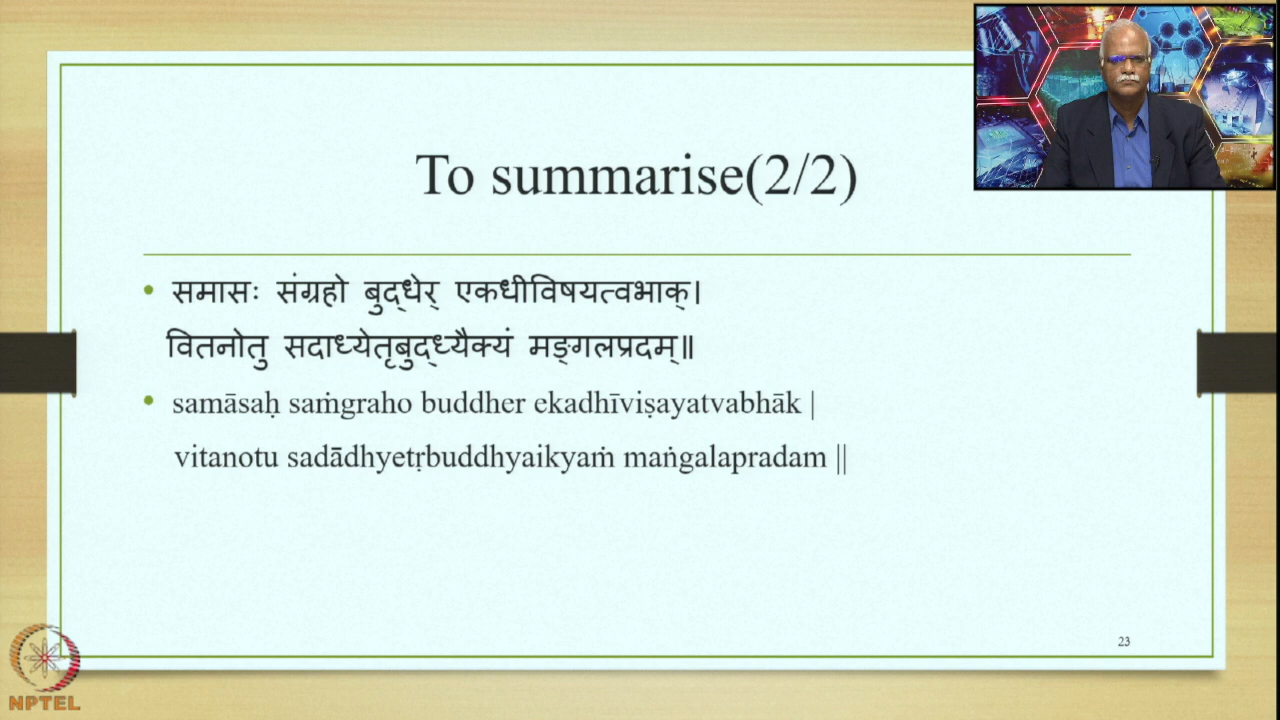 To summarise(2/2)
• समासः संग्रहो बुद्धेर् एकधीविषयत्वभाक्।
वितनोतु सदाध्येतृबुद्ध्यैक्यं मङ्गलप्रदम्॥
• samāsaḥ saṁgraho buddher ekadhīviṣayatvabhāk |
vitanotu sadādhyetṛbuddhyaikyaṁ maṅgalapradam ||
23
NPTEL